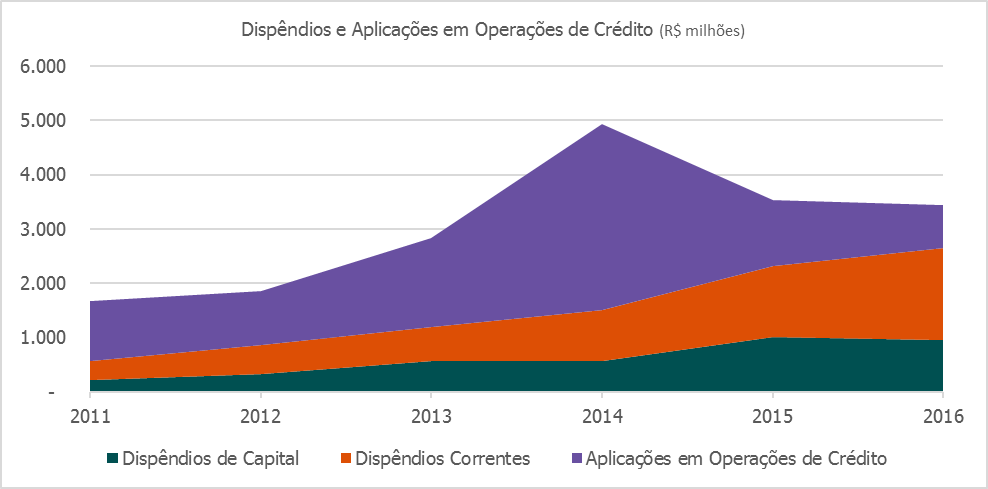 Dispêndios e Aplicações em Operações de Crédito (R$ milhões)
6.000
5.000
4.000
3.000
2.000
1.000
-
2011 2012 2013 2014 2015 2016
Dispêndios de Capital Dispêndios Correntes Aplicações em Operações de Crédito